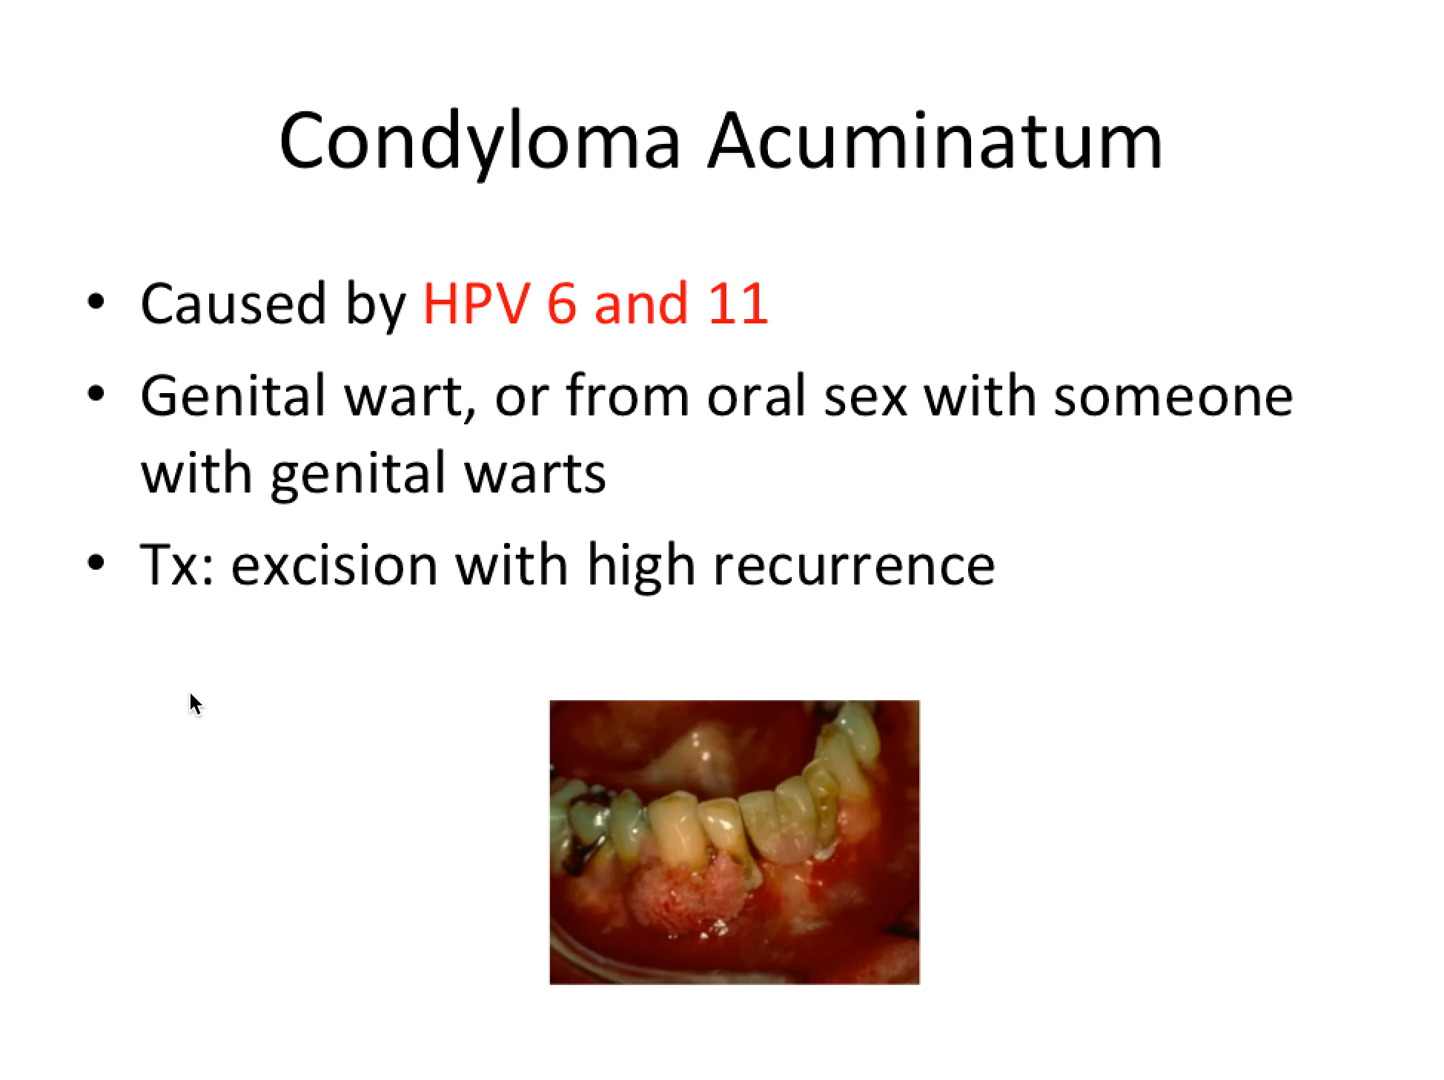 Condyloma Acuminatum
• Caused by HPV 6 and 11
• Genital wart, or from oral sex with someone
with genital warts
• Tx: excision with high recurrence